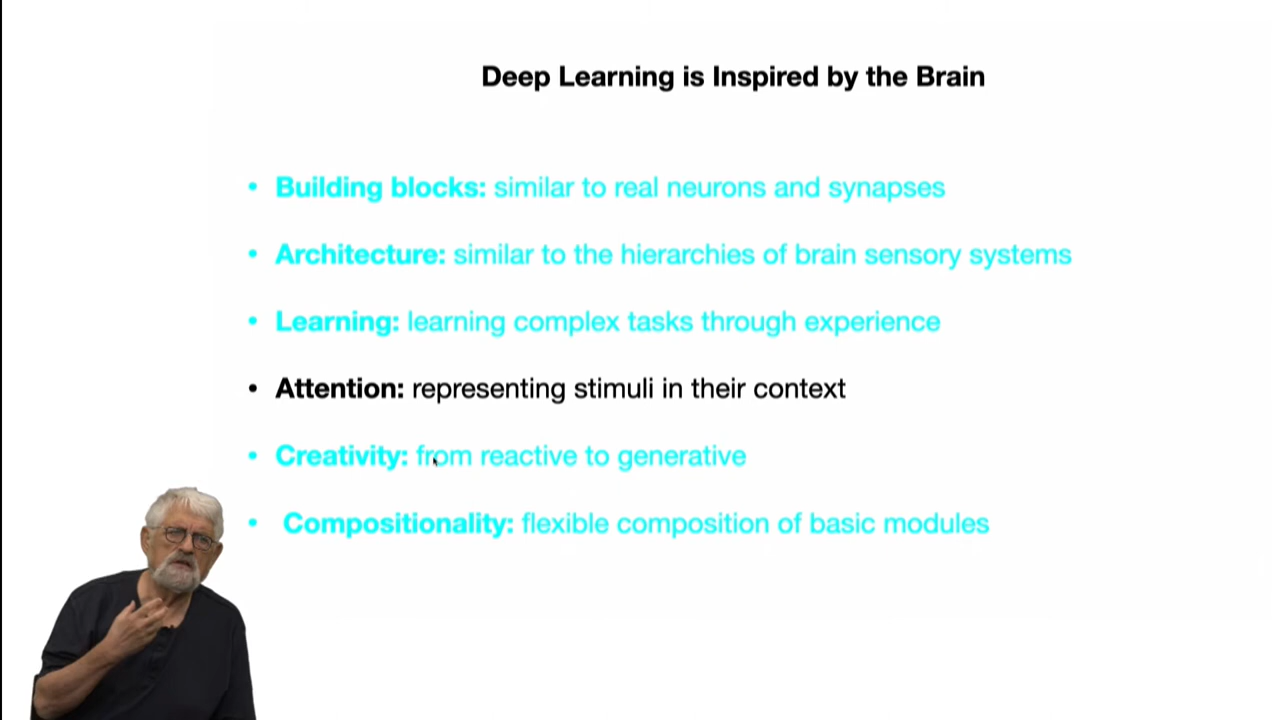 Deep Learning is Inspired by the Brain
• Building blocks: similar to real neurons and synapses
• Architecture: similar to the hierarchies of brain sensory systems
• Learning: learning complex tasks through experience
• Attention: representing stimuli in their context
• Creativity: from reactive to generative
• Compositionality: flexible composition of basic modules